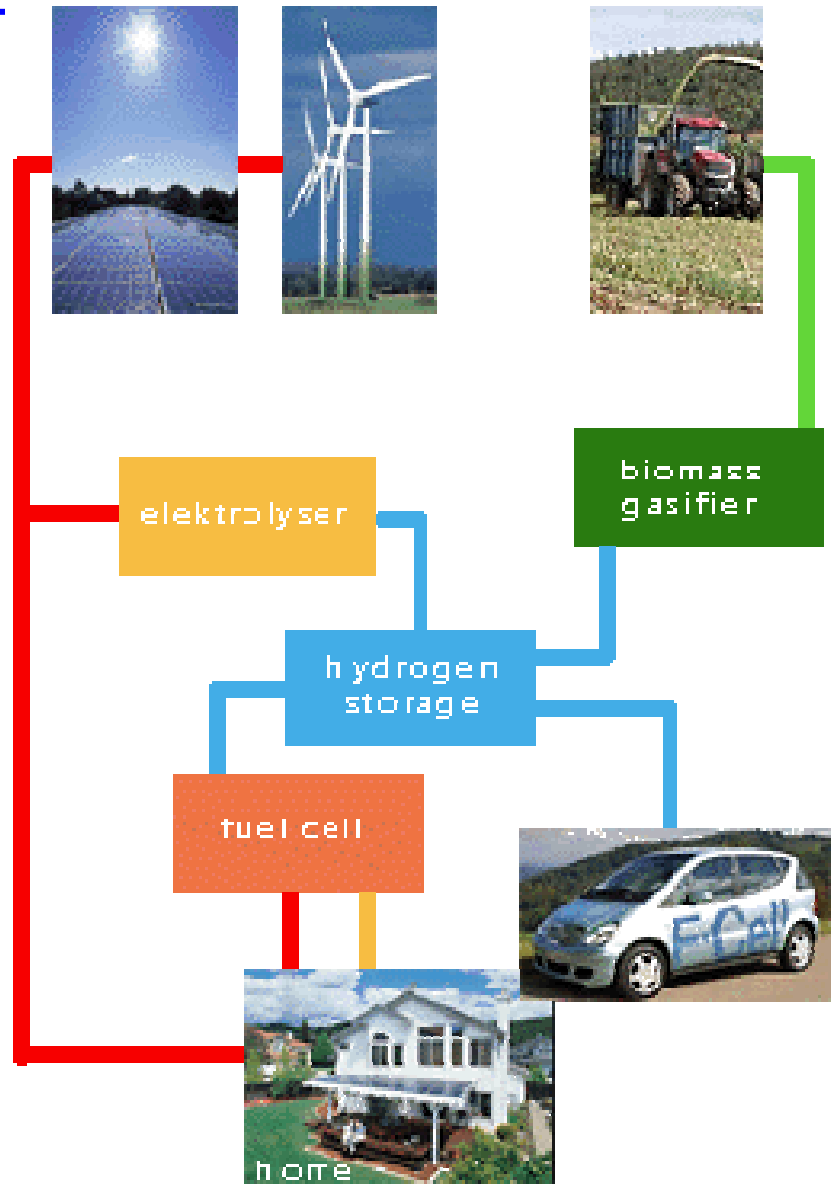 elektrolyser
biomass
gasifier
hydrogen
storage
fuel cell
F-Cell
home